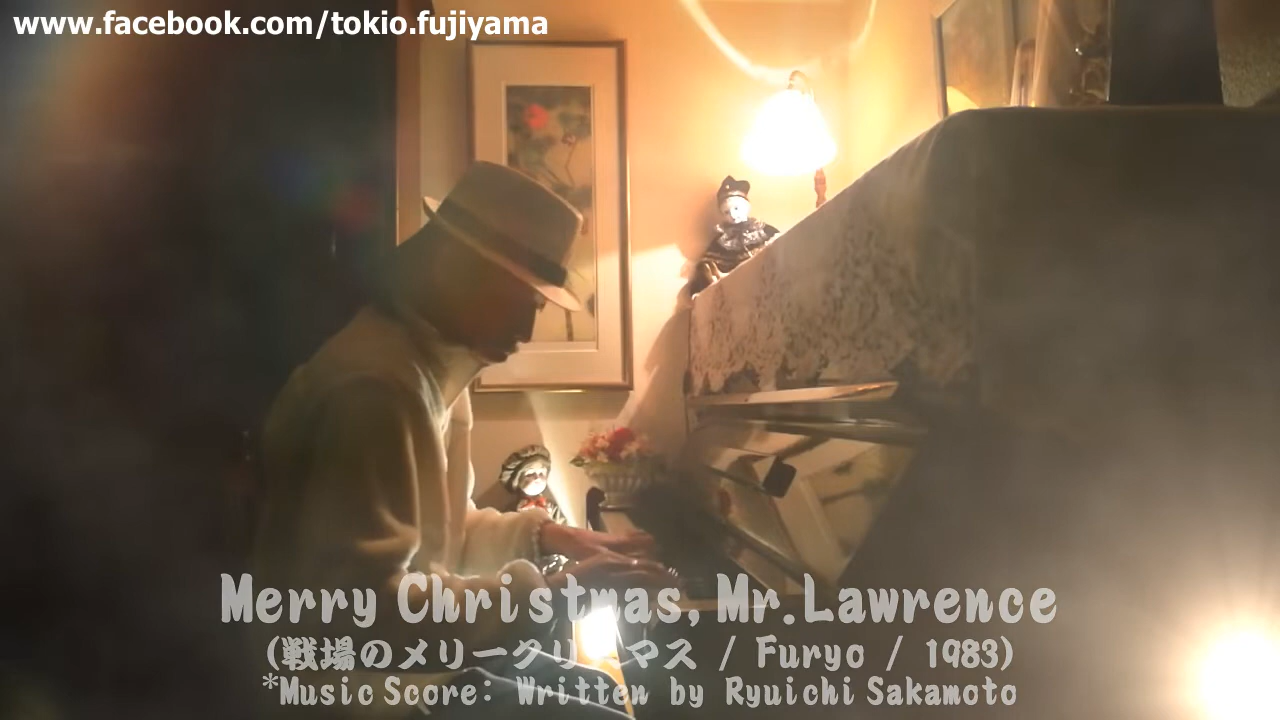 www.facebook.com/tokio.fujiyama
Merry Christmas, Mr.Lawrence
(戦場のメリークリーマス / Furyo / 1983)
*Music Score: Written by Ryuichi Sakamoto